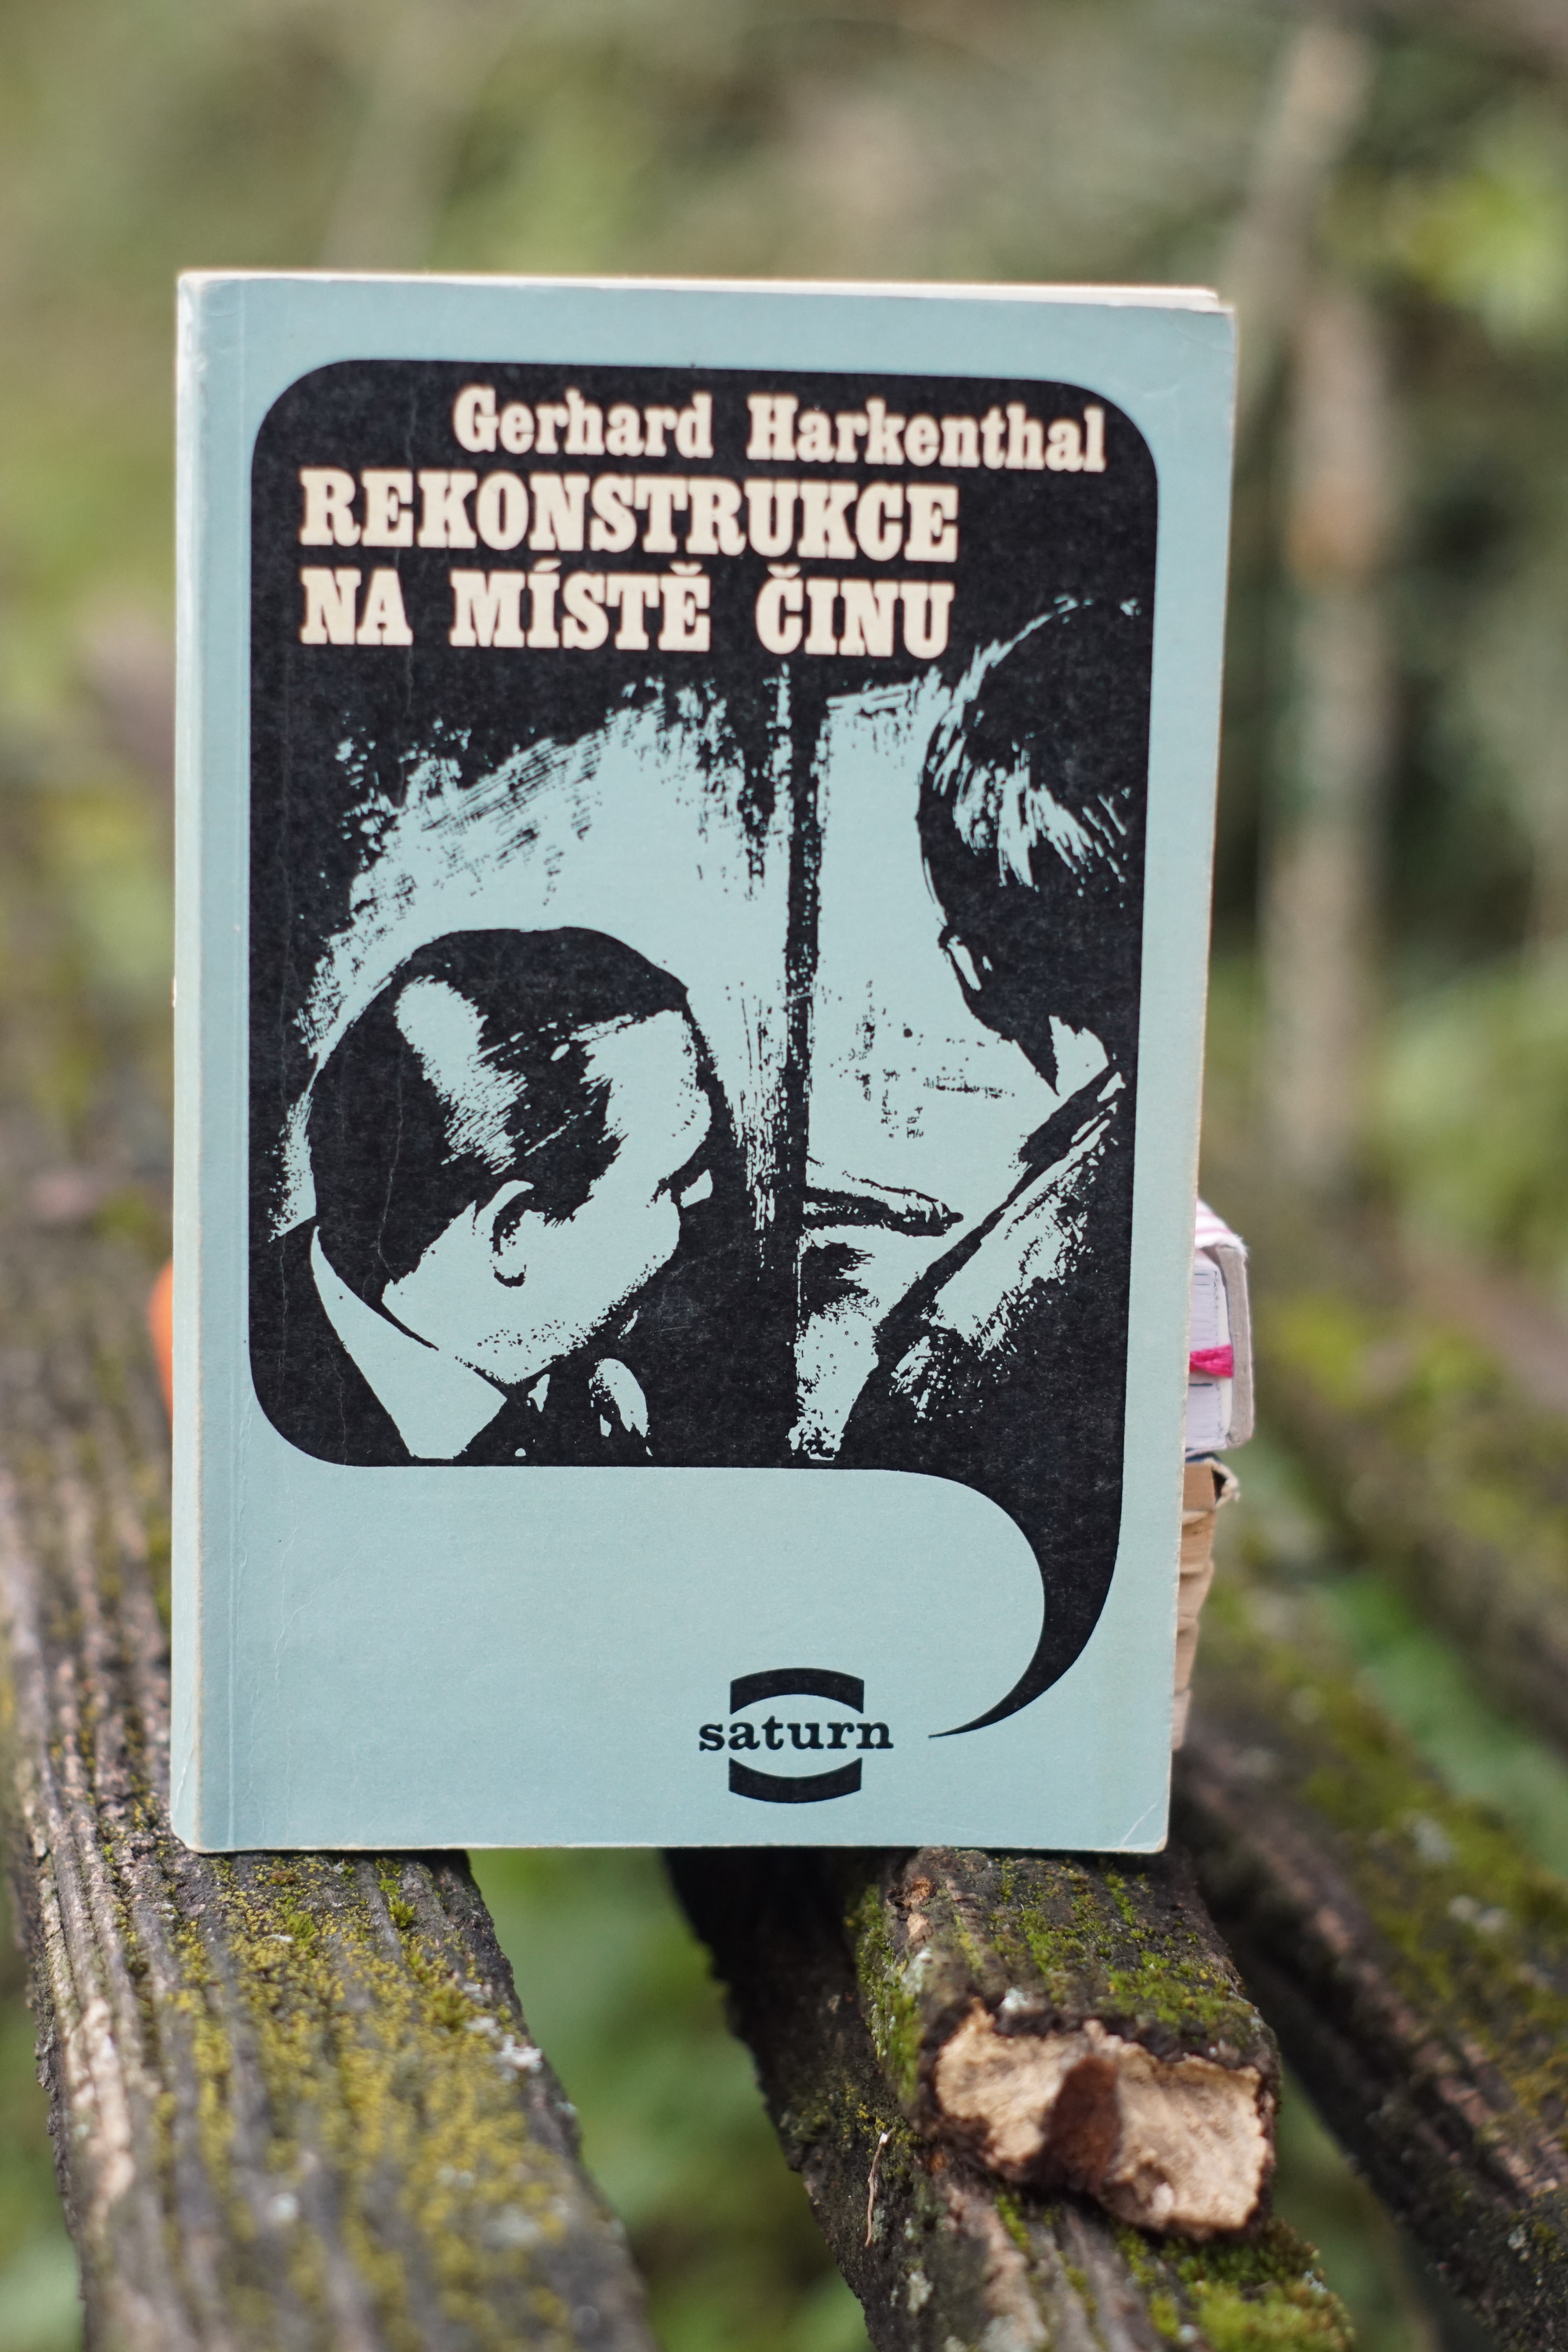 Gerhard Harkenthal
REKONSTRUKCE
NA MÍSTĚ ČINU
saturn